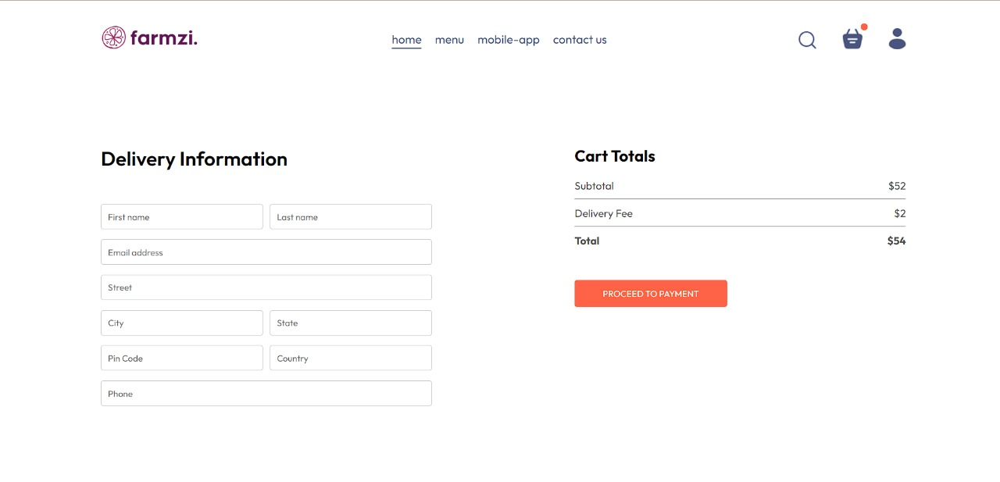 farmzi.
home menu mobile-app contact us
Delivery Information
First name Last name
Email address
Street
City State
Pin Code Country
Phone
Cart Totals
Subtotal $52
Delivery Fee $2
Total $54
PROCEED TO PAYMENT